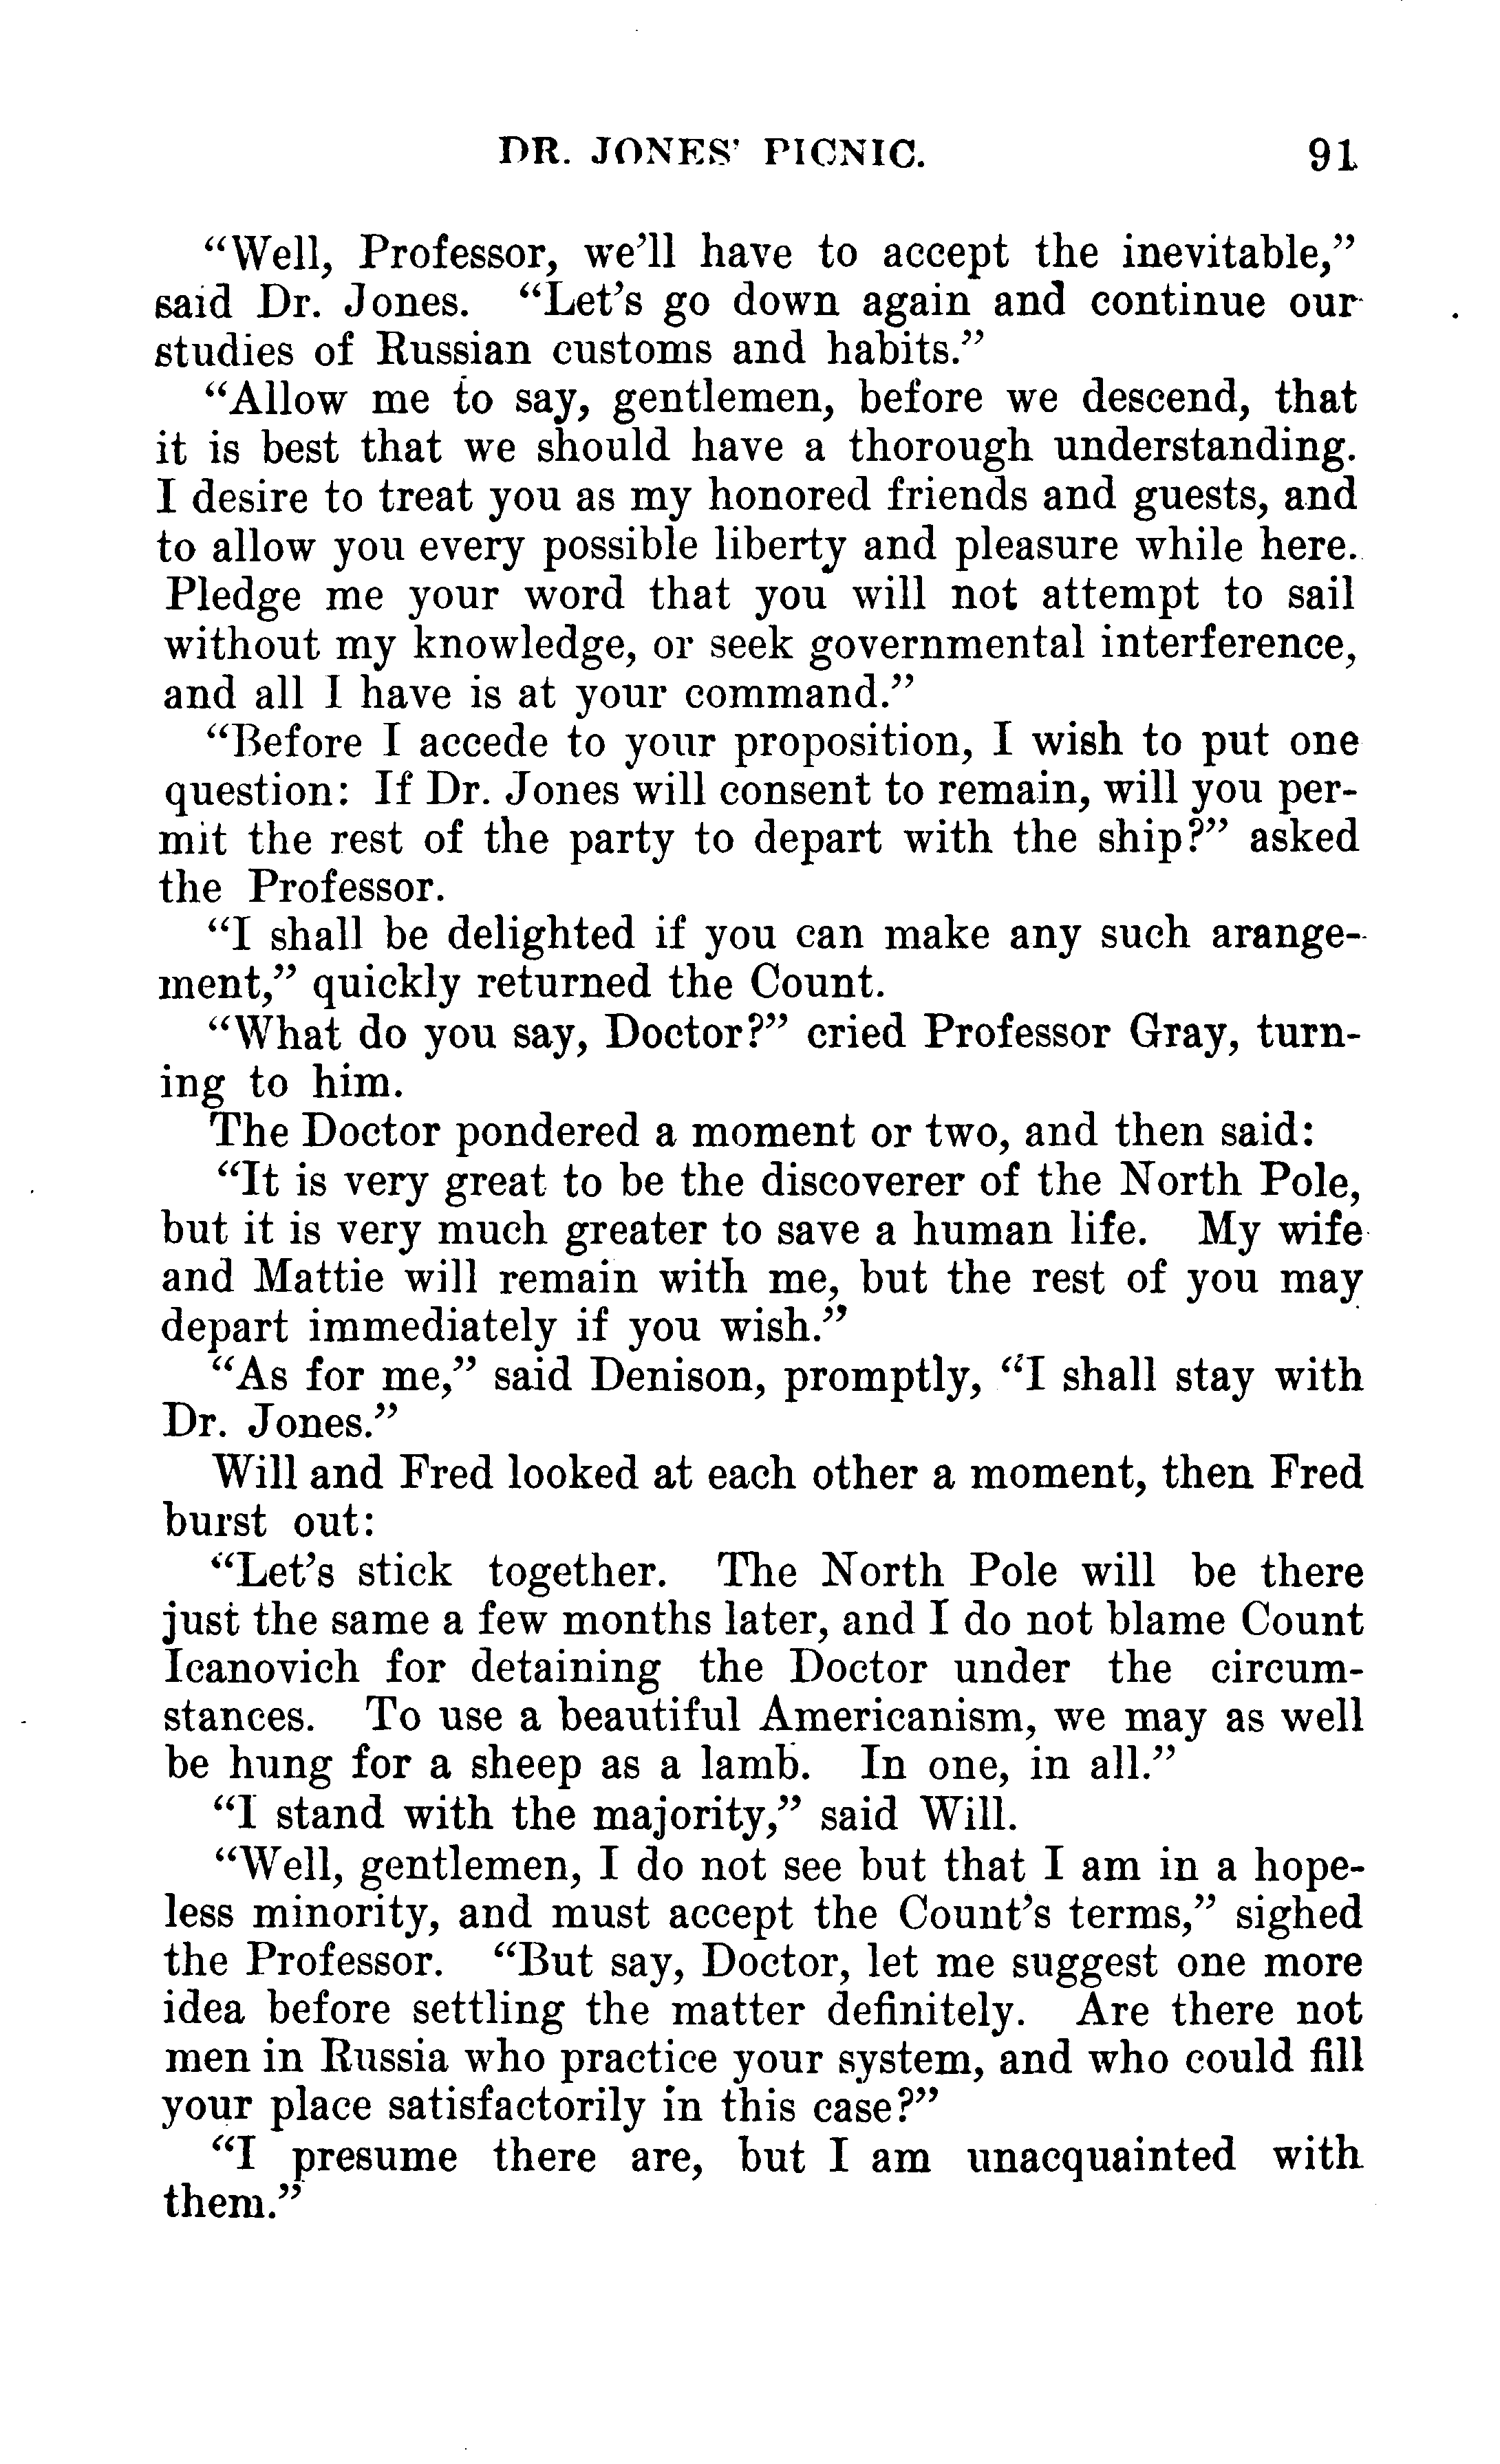 DR. JONES' PICNIC. 91
“Well, Professor, we’ll have to accept the inevitable,”
said Dr. Jones. “Let’s go down again and continue our
studies of Russian customs and habits.”
“Allow me to say, gentlemen, before we descend, that
it is best that we should have a thorough understanding.
I desire to treat you as my honored friends and guests, and
to allow you every possible liberty and pleasure while here.
Pledge me your word that you will not attempt to sail
without my knowledge, or seek governmental interference,
and all I have is at your command.”
“Before I accede to your proposition, I wish to put one
question: If Dr. Jones will consent to remain, will you per-
mit the rest of the party to depart with the ship?” asked
the Professor.
“I shall be delighted if you can make any such arange-
ment,” quickly returned the Count.
“What do you say, Doctor?” cried Professor Gray, turn-
ing to him.
The Doctor pondered a moment or two, and then said:
“It is very great to be the discoverer of the North Pole,
but it is very much greater to save a human life. My wife
and Mattie will remain with me, but the rest of you may
depart immediately if you wish.”
“As for me,” said Denison, promptly, “I shall stay with
Dr. Jones.”
Will and Fred looked at each other a moment, then Fred
burst out:
“Let’s stick together. The North Pole will be there
just the same a few months later, and I do not blame Count
Icanovich for detaining the Doctor under the circum-
stances. To use a beautiful Americanism, we may as well
be hung for a sheep as a lamb. In one, in all.”
“I stand with the majority,” said Will.
“Well, gentlemen, I do not see but that I am in a hope-
less minority, and must accept the Count’s terms,” sighed
the Professor. “But say, Doctor, let me suggest one more
idea before settling the matter definitely. Are there not
men in Russia who practice your system, and who could fill
your place satisfactorily in this case?”
“I presume there are, but I am unacquainted with
them.”